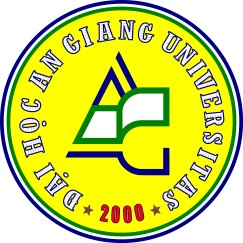 ĐẠI HỌC AN GIANG UNIVERSITAS
★ 2000 ★